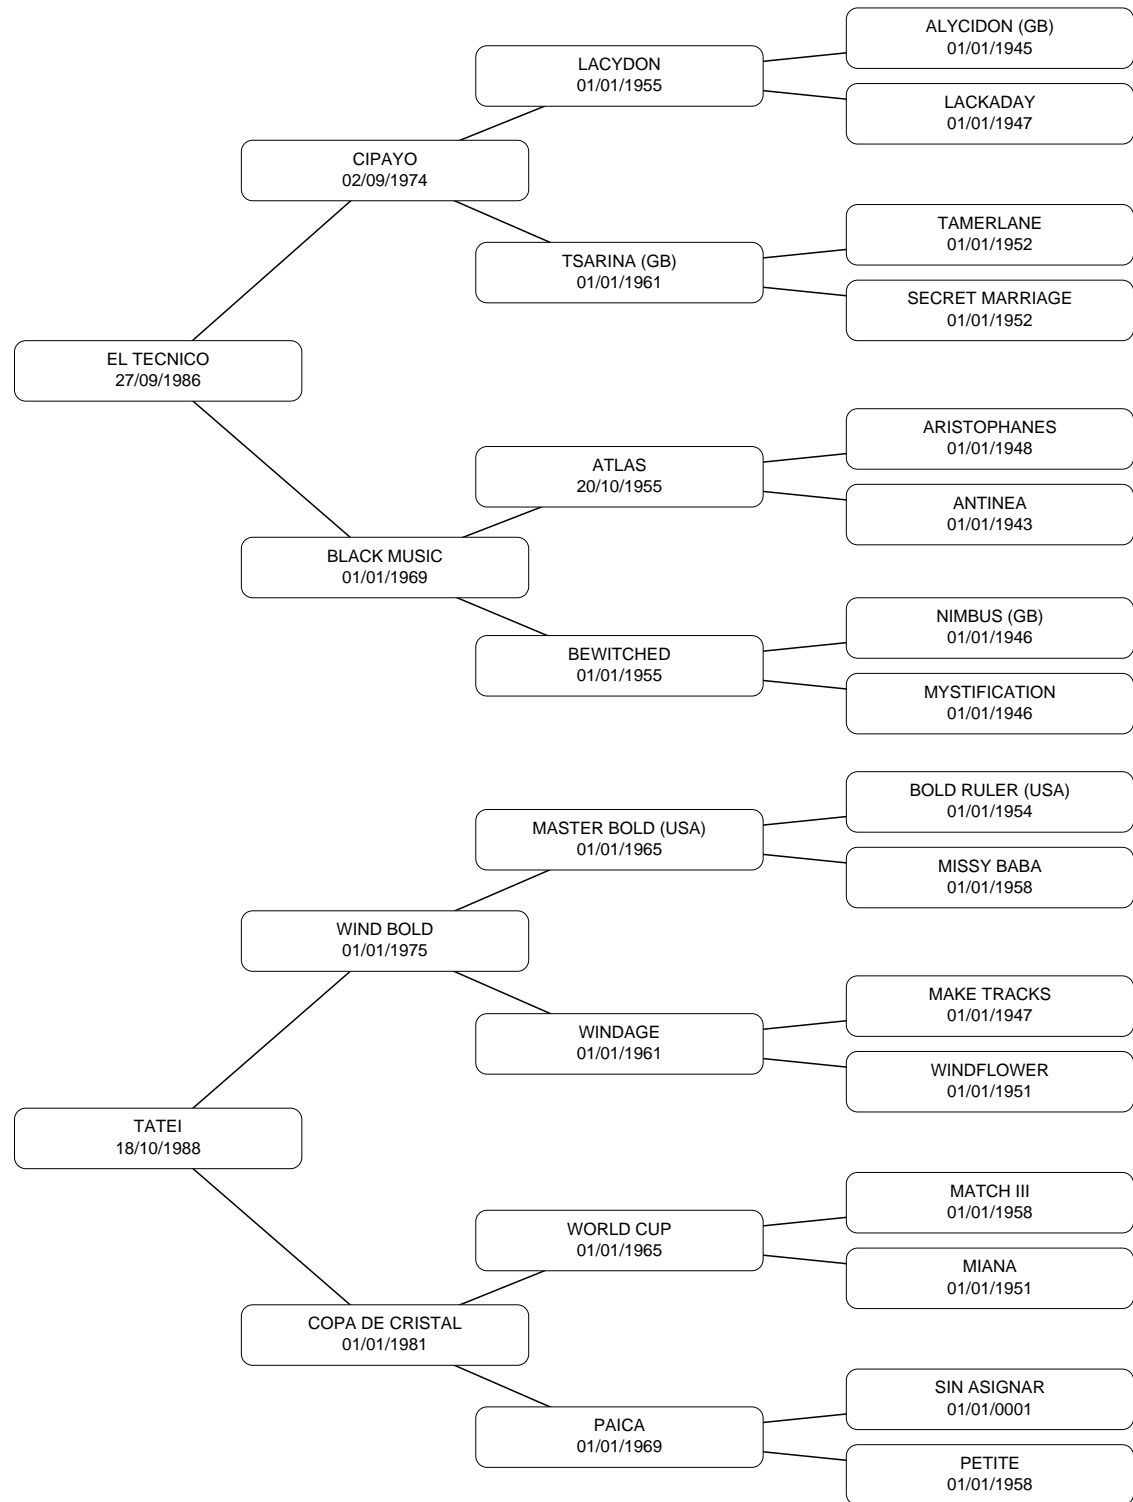 ALYCIDON (GB)
01/01/1945
LACYDON
01/01/1955
LACKADAY
01/01/1947
CIPAYO
02/09/1974
TAMERLANE
01/01/1952
TSARINA (GB)
01/01/1961
SECRET MARRIAGE
01/01/1952
EL TECNICO
27/09/1986
ARISTOPHANES
01/01/1948
ATLAS
20/10/1955
ANTINEA
01/01/1943
BLACK MUSIC
01/01/1969
NIMBUS (GB)
01/01/1946
BEWITCHED
01/01/1955
MYSTIFICATION
01/01/1946
BOLD RULER (USA)
01/01/1954
MASTER BOLD (USA)
01/01/1965
MISSY BABA
01/01/1958
WIND BOLD
01/01/1975
MAKE TRACKS
01/01/1947
WINDAGE
01/01/1961
WINDFLOWER
01/01/1951
TATEI
18/10/1988
MATCH III
01/01/1958
WORLD CUP
01/01/1965
MIANA
01/01/1951
COPA DE CRISTAL
01/01/1981
SIN ASIGNAR
01/01/0001
PAICA
01/01/1969
PETITE
01/01/1958